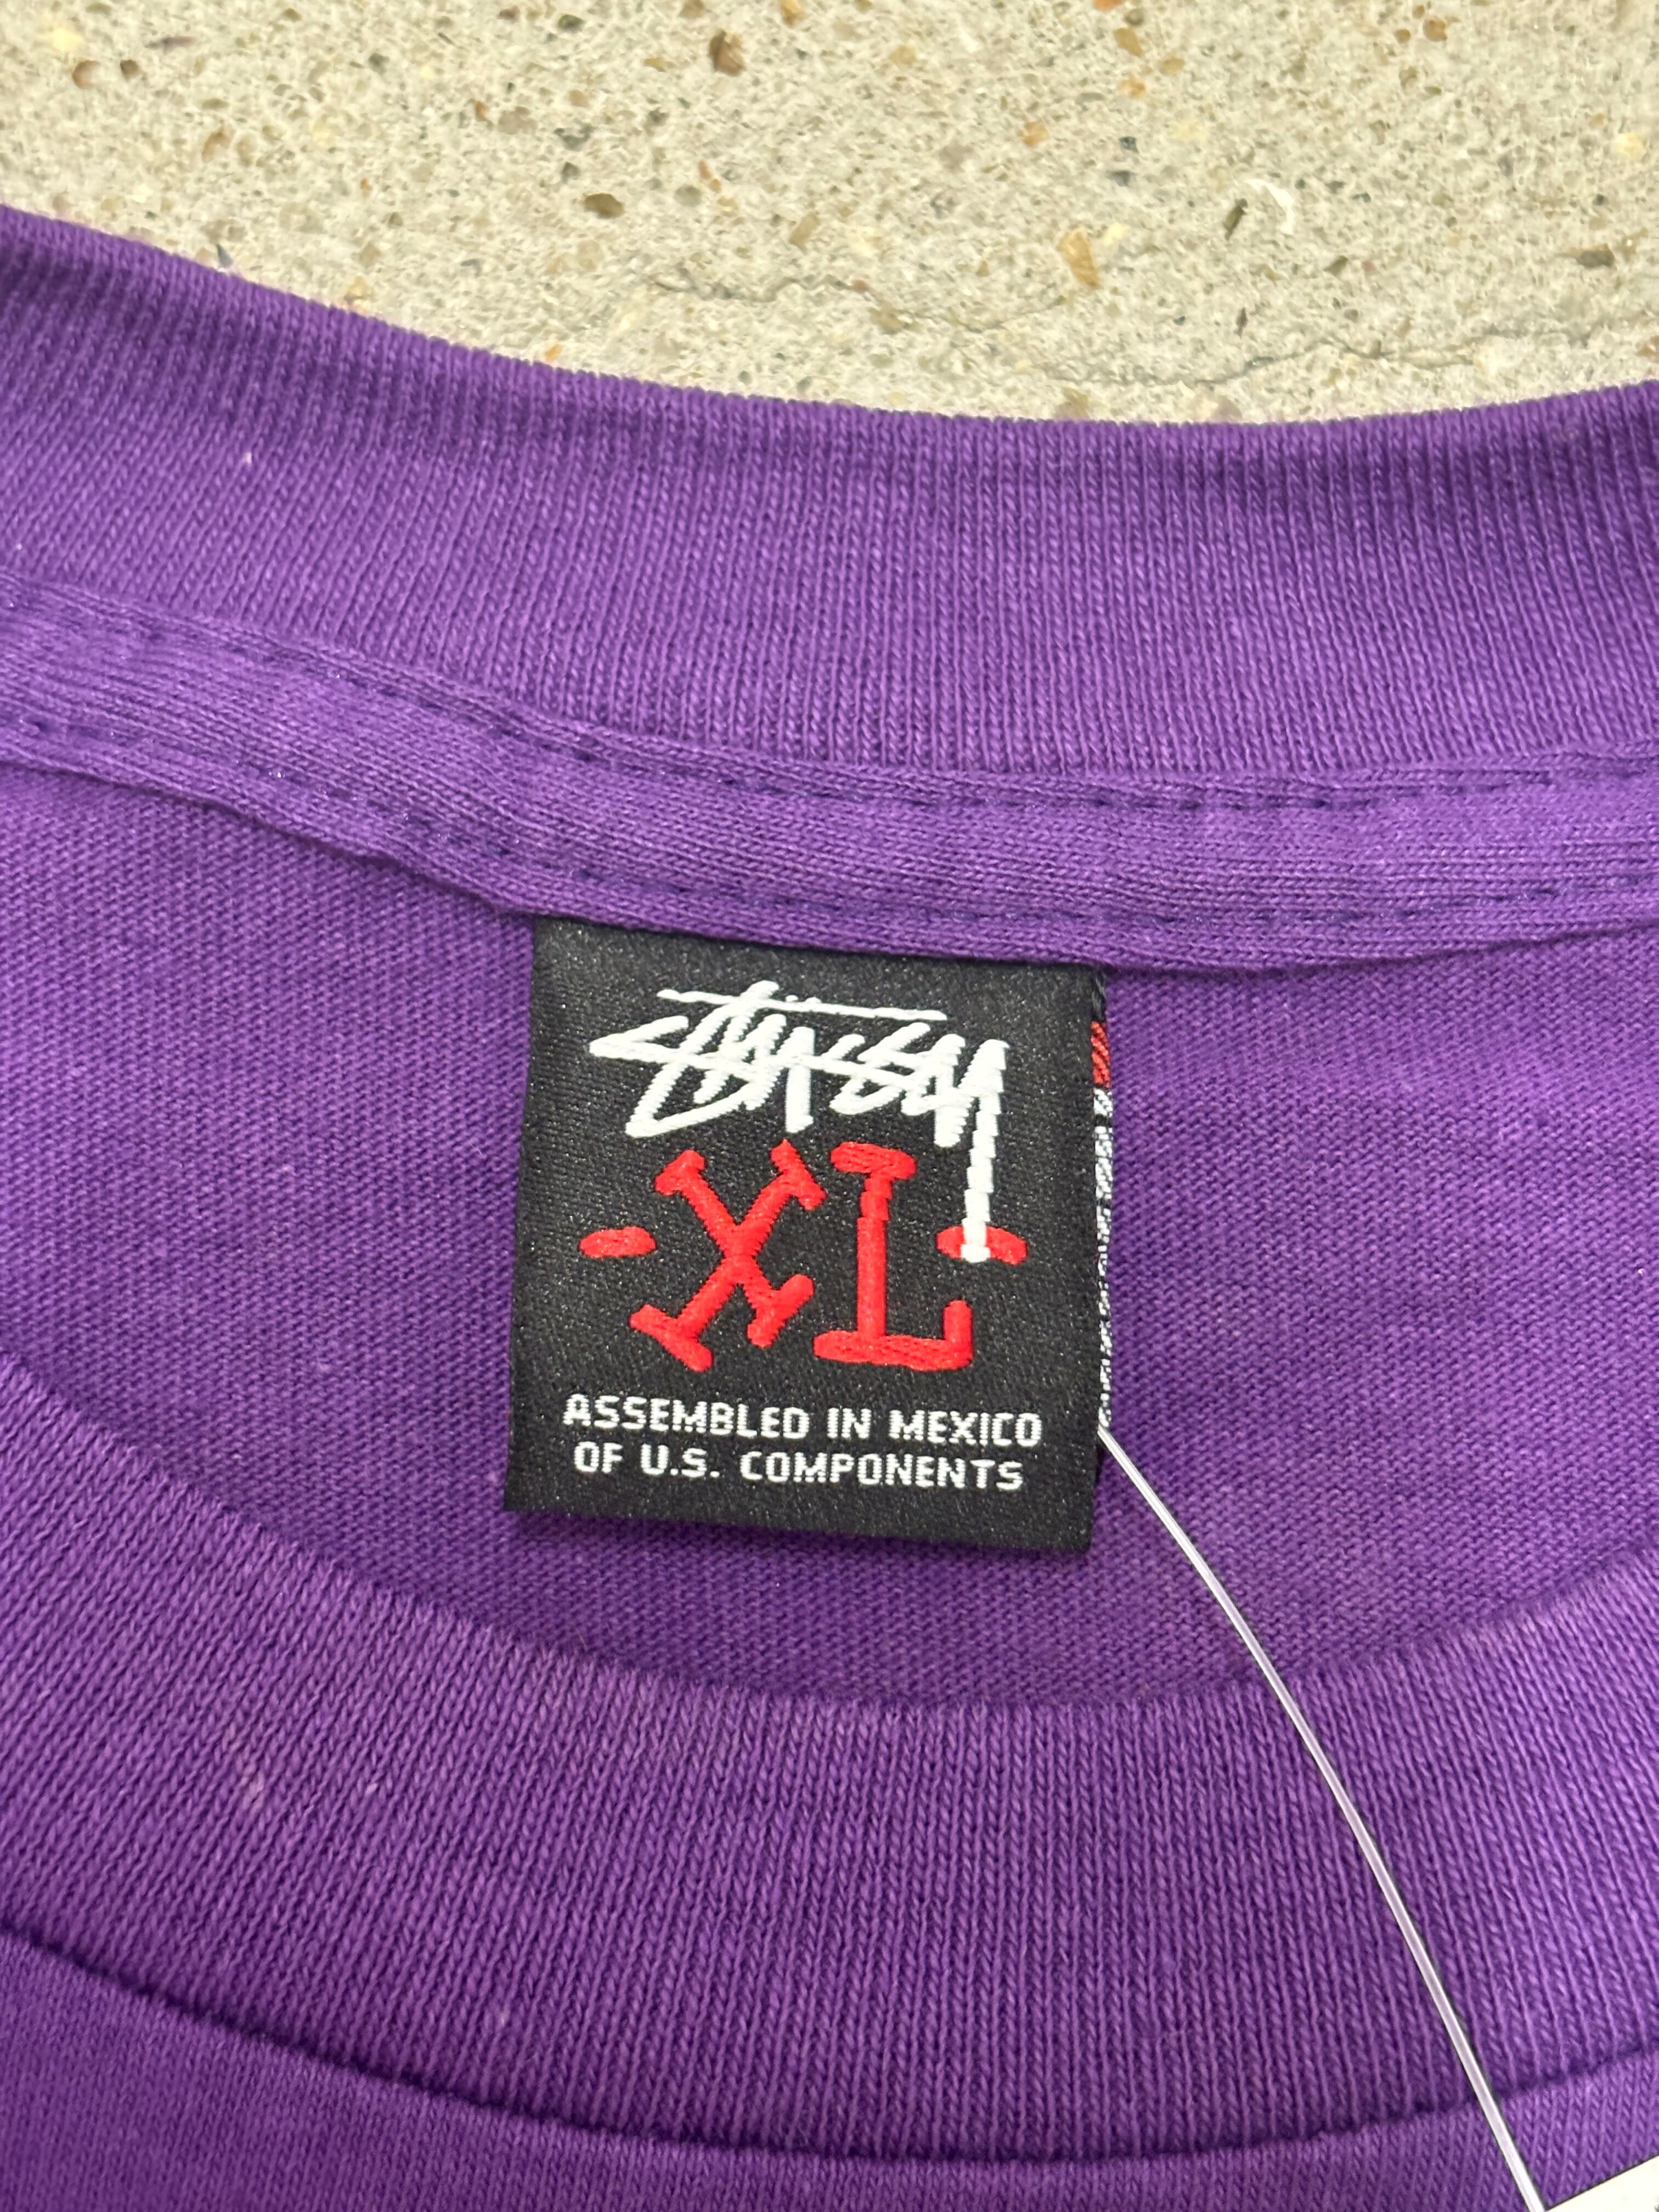 Stüssy
-XL-
ASSEMBLED IN MEXICO
OF U.S. COMPONENTS